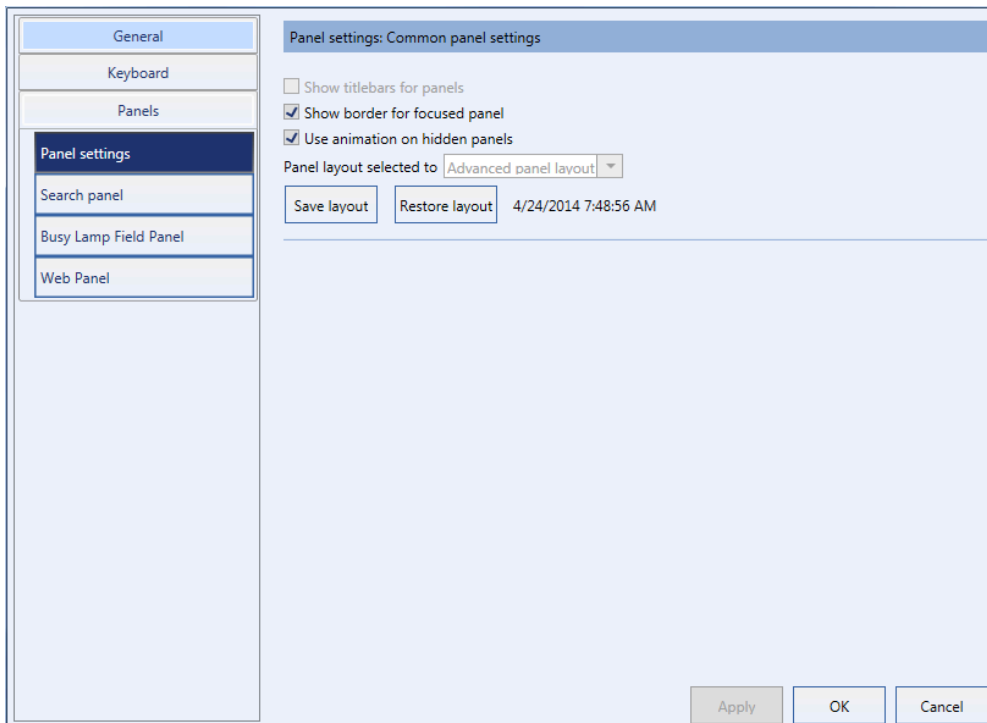 General
Keyboard
Panels
Panel settings
Search panel
Busy Lamp Field Panel
Web Panel
Panel settings: Common panel settings
Show titlebars for panels
Show border for focused panel
Use animation on hidden panels
Panel layout selected to Advanced panel layout
Save layout Restore layout 4/24/2014 7:48:56 AM
Apply OK Cancel